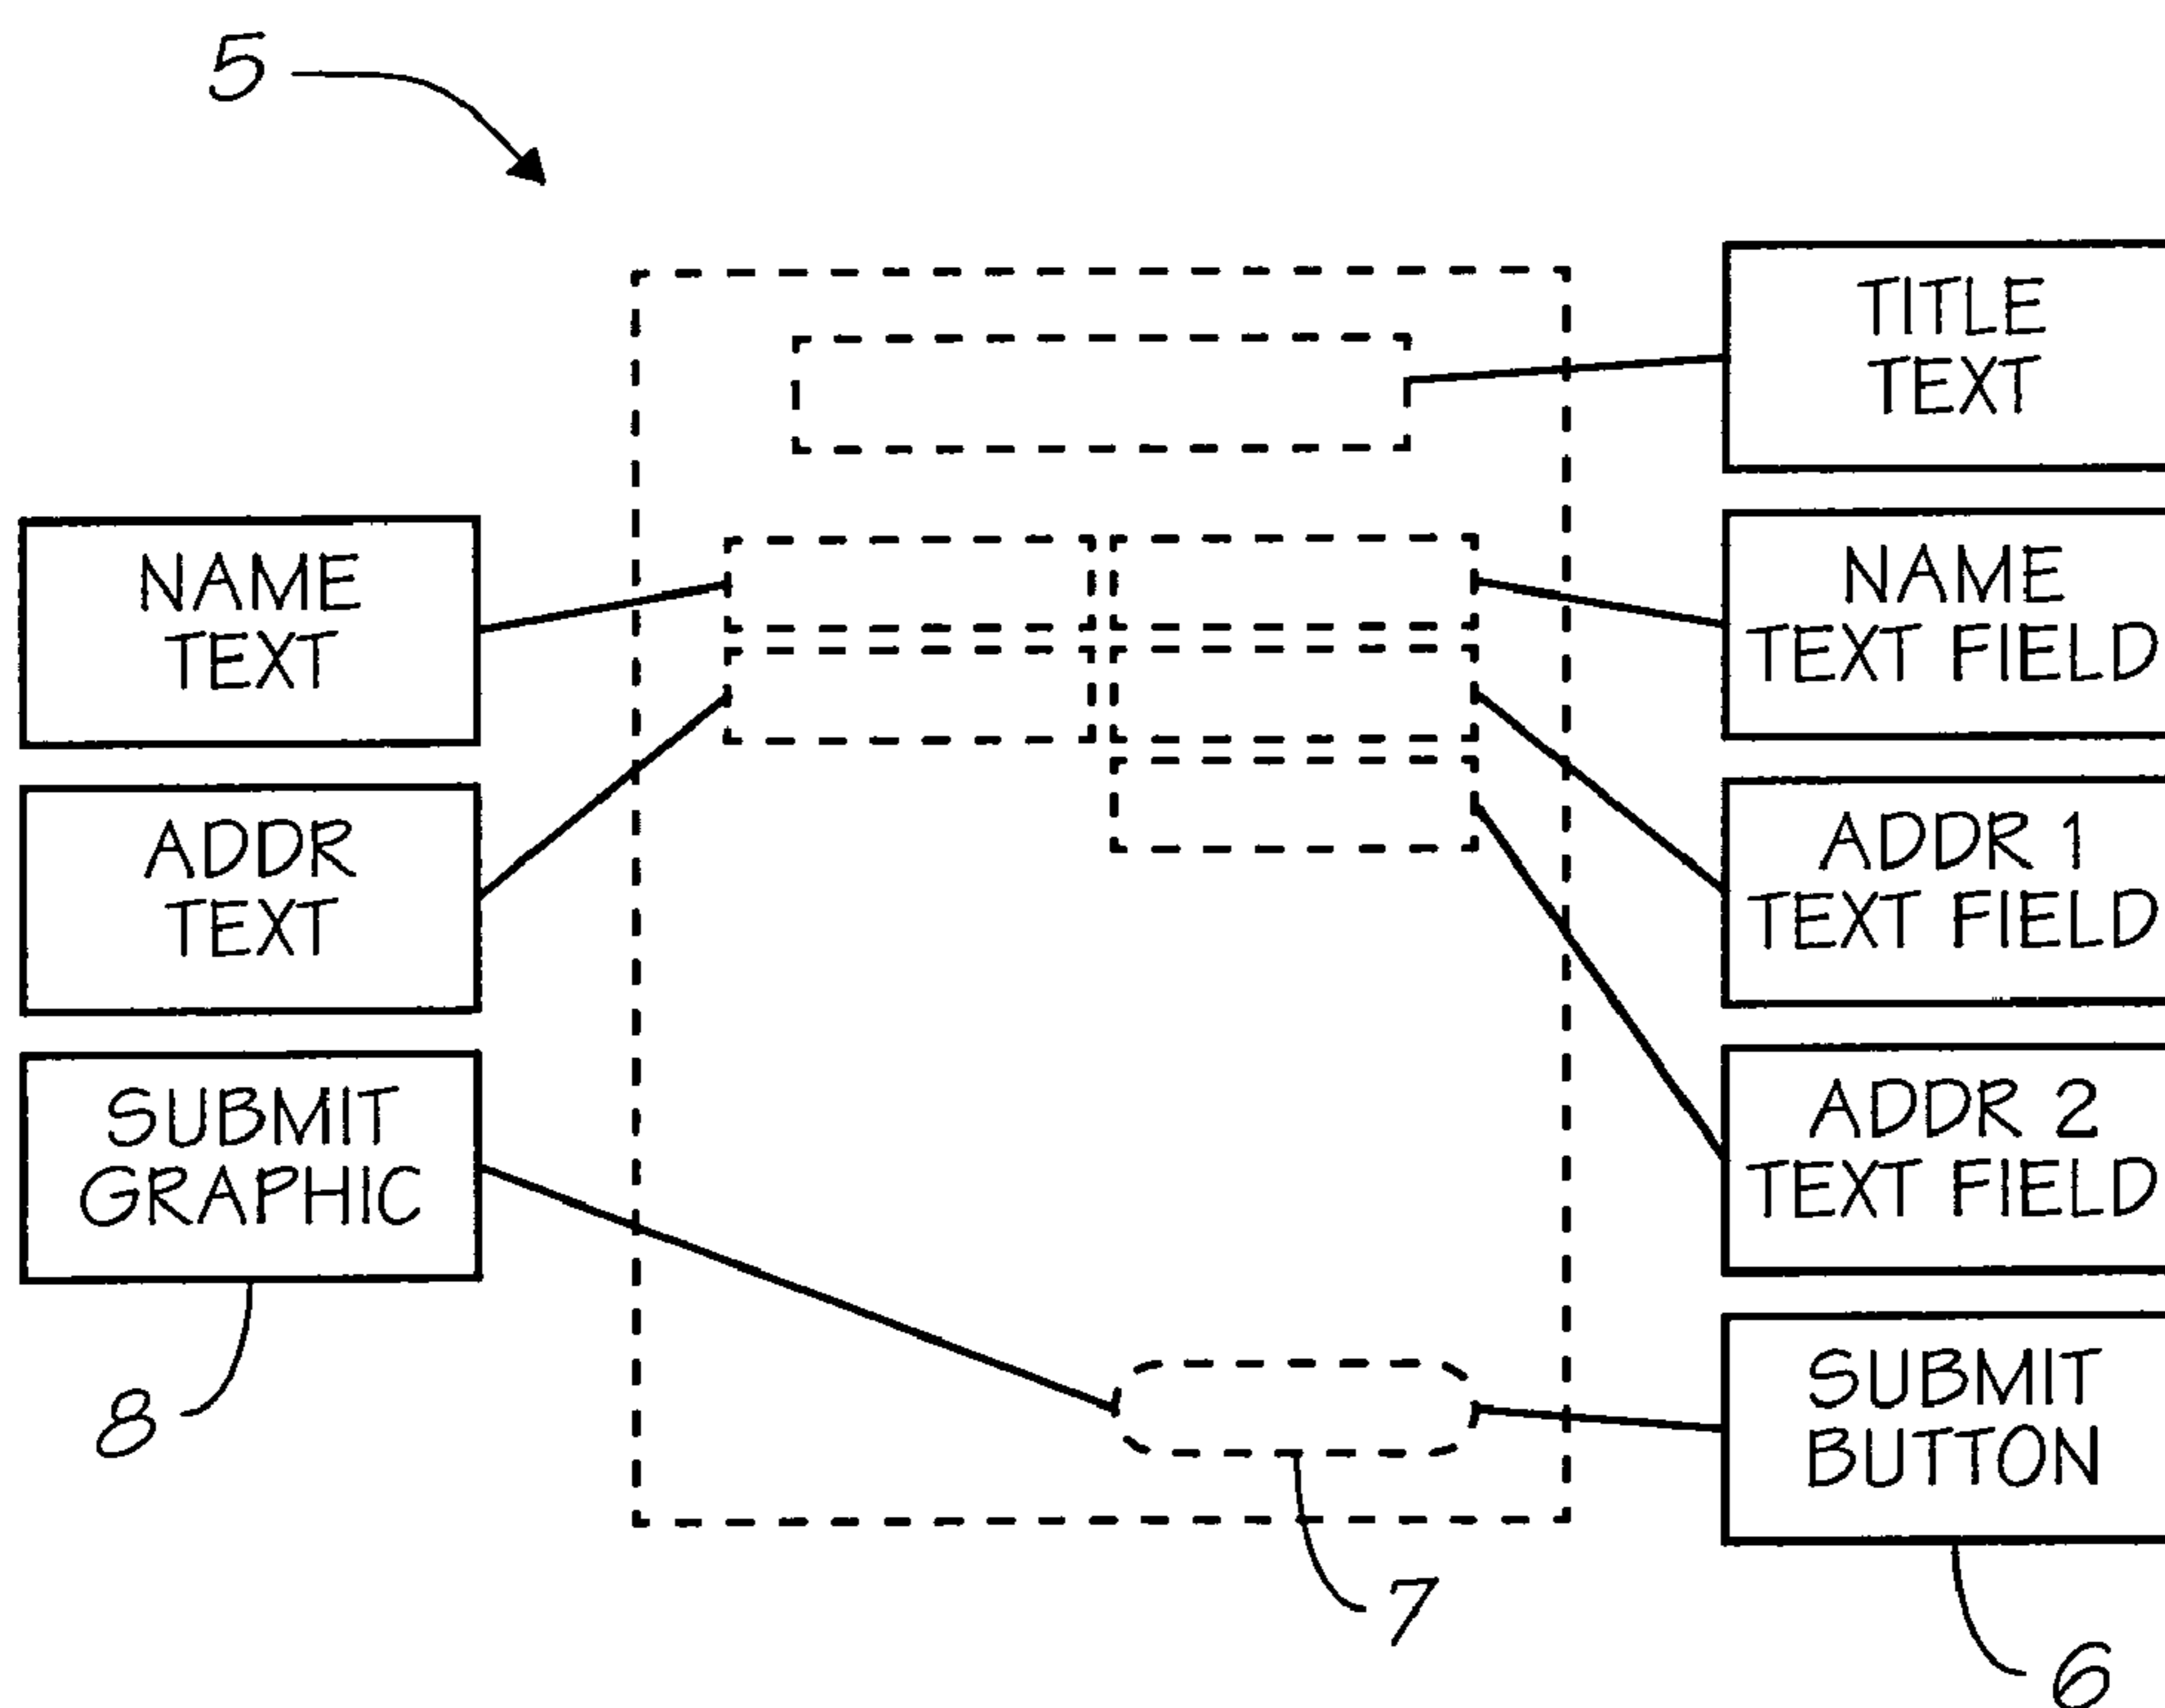 5
TITLE
TEXT
NAME
TEXT
NAME
TEXT FIELD
ADDR
TEXT
ADDR 1
TEXT FIELD
SUBMIT
GRAPHIC
ADDR 2
TEXT FIELD
SUBMIT
BUTTON
8
7
6